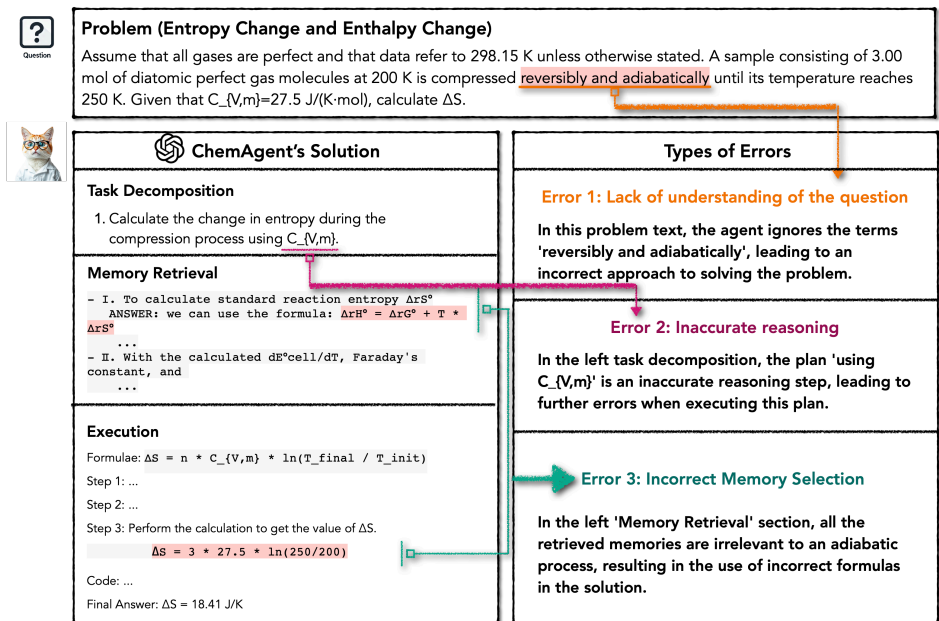 Question
Problem (Entropy Change and Enthalpy Change)
Assume that all gases are perfect and that data refer to 298.15 K unless otherwise stated. A sample consisting of 3.00
mol of diatomic perfect gas molecules at 200 K is compressed reversibly and adiabatically until its temperature reaches
250 K. Given that C_{V,m}=27.5 J/(K·mol), calculate ΔS.
ChemAgent's Solution
Task Decomposition
1. Calculate the change in entropy during the
compression process using C_{V,m}.
Memory Retrieval
- I. To calculate standard reaction entropy ΔrS°
ANSWER: we can use the formula: ΔrH° = ΔrG° + T *
ΔrS°
...
- II. With the calculated dE°cell/dT, Faraday's
constant, and
...
Execution
Formulae: ΔS = n * C_{V,m} * ln(T_final / T_init)
Step 1: ...
Step 2: ...
Step 3: Perform the calculation to get the value of ΔS.
ΔS = 3 * 27.5 * ln(250/200)
Code: ...
Final Answer: ΔS = 18.41 J/K
Types of Errors
Error 1: Lack of understanding of the question
In this problem text, the agent ignores the terms
'reversibly and adiabatically', leading to an
incorrect approach to solving the problem.
Error 2: Inaccurate reasoning
In the left task decomposition, the plan 'using
C_{V,m}' is an inaccurate reasoning step, leading to
further errors when executing this plan.
Error 3: Incorrect Memory Selection
In the left 'Memory Retrieval' section, all the
retrieved memories are irrelevant to an adiabatic
process, resulting in the use of incorrect formulas
in the solution.